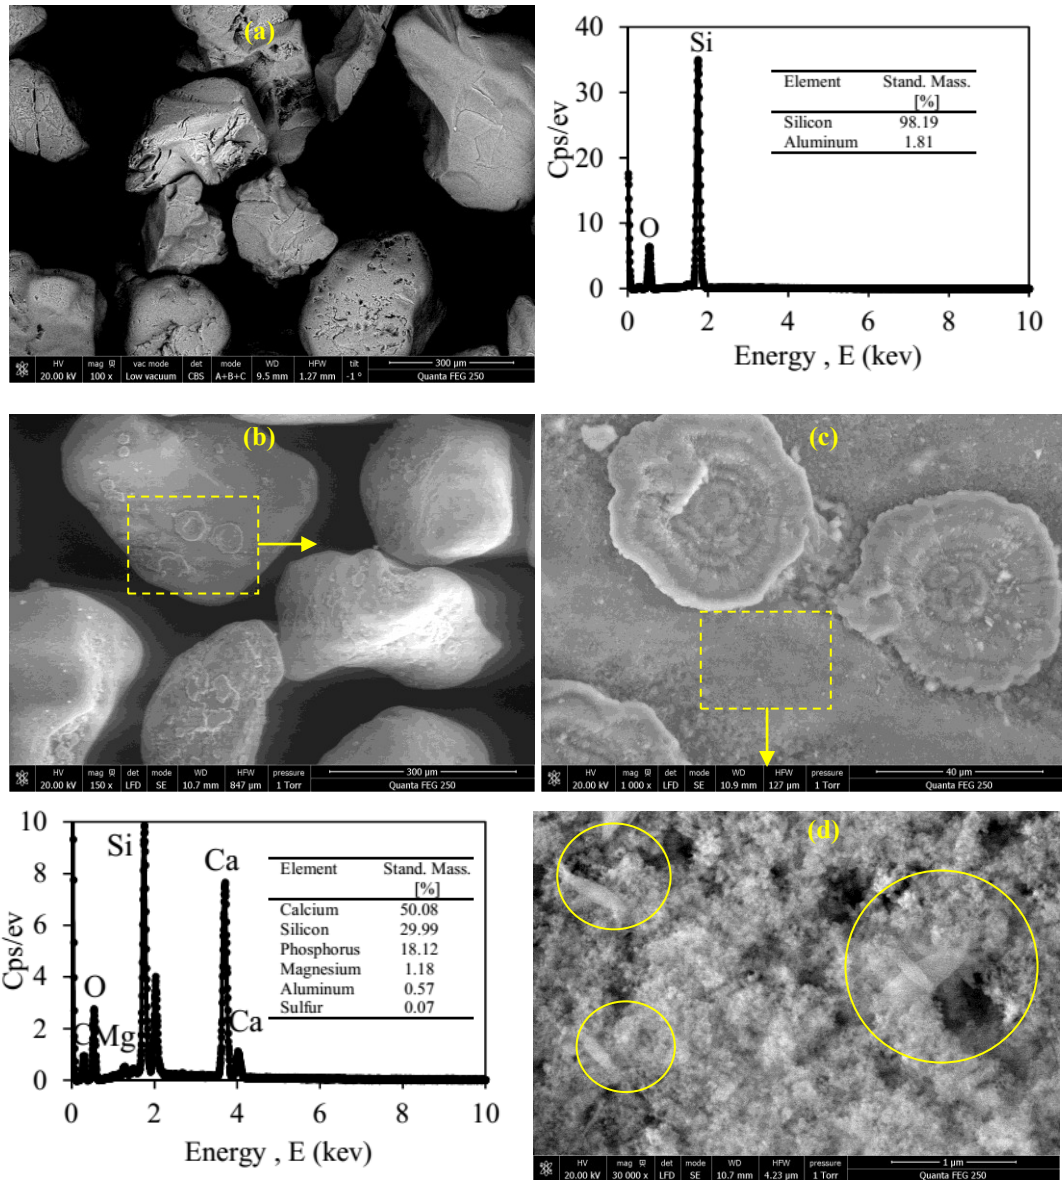 (a)
HV mag vac mode det mode WD HFW tilt 300 µm
20.00 kV 100 x Low vacuum CBS A+B+C 9.5 mm 1.27 mm -1 ° Quanta FEG 250
40
30
20
10
0
Cps/ev
Si
O
Element Stand. Mass.
[%]
Silicon 98.19
Aluminum 1.81
0 2 4 6 8 10
Energy , E (kev)
(b)
HV mag det mode WD HFW pressure 300 µm
20.00 kV 150 x LFD SE 10.7 mm 847 µm 1 Torr Quanta FEG 250
(c)
HV mag det mode WD HFW pressure 40 µm
20.00 kV 1 000 x LFD SE 10.9 mm 127 µm 1 Torr Quanta FEG 250
10
8
6
4
2
0
Cps/ev
Si
Ca
O
C
Mg
Ca
Element Stand. Mass.
[%]
Calcium 50.08
Silicon 29.99
Phosphorus 18.12
Magnesium 1.18
Aluminum 0.57
Sulfur 0.07
0 2 4 6 8 10
Energy , E (kev)
(d)
HV mag det mode WD HFW pressure 1 µm
20.00 kV 30 000 x LFD SE 10.7 mm 4.23 µm 1 Torr Quanta FEG 250